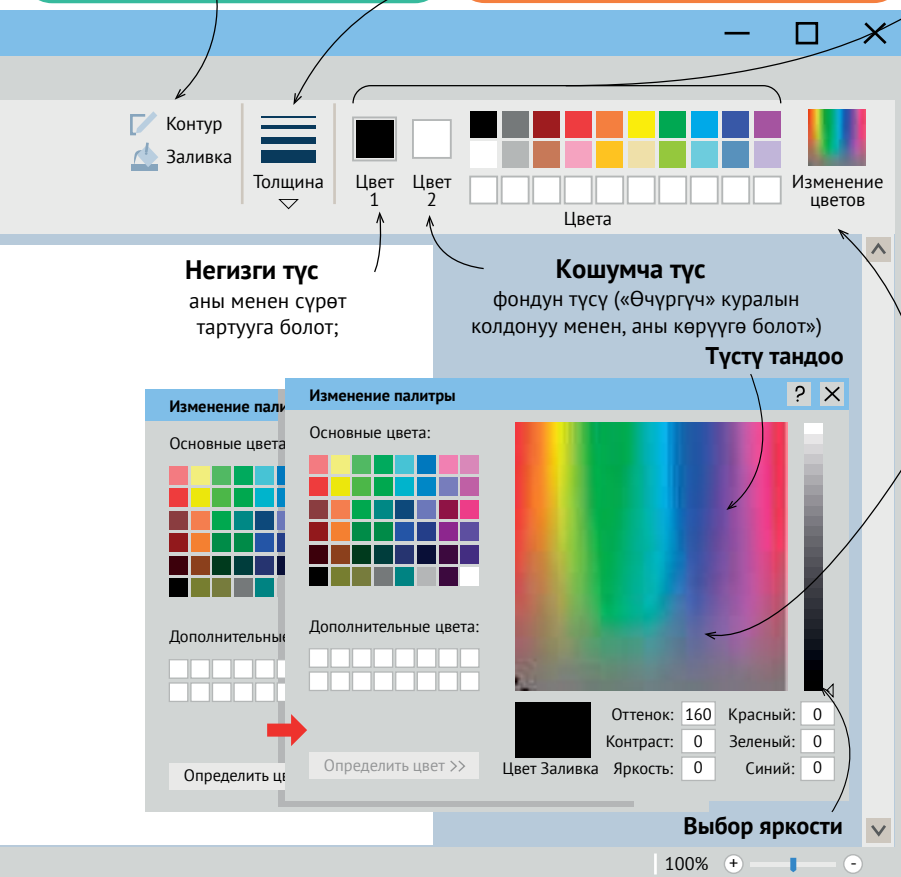 Контур
Заливка
Толщина
Цвет
1
Цвет
2
Цвета
Изменение
цветов
Негизги түс
аны менен сүрөт
тартууга болот;
Кошумча түс
фондун түсү («Өчүргүч» куралын
колдонуу менен, аны көрүүгө болот»)
Түстү тандоо
Изменение пали
Основные цвета
Дополнительные
Определить цв
Изменение палитры
?
Основные цвета:
Дополнительные цвета:
Определить цвет >>
Цвет Заливка
Оттенок: 160 Красный: 0
Контраст: 0 Зеленый: 0
Яркость: 0 Синий: 0
Выбор яркости
100% + -